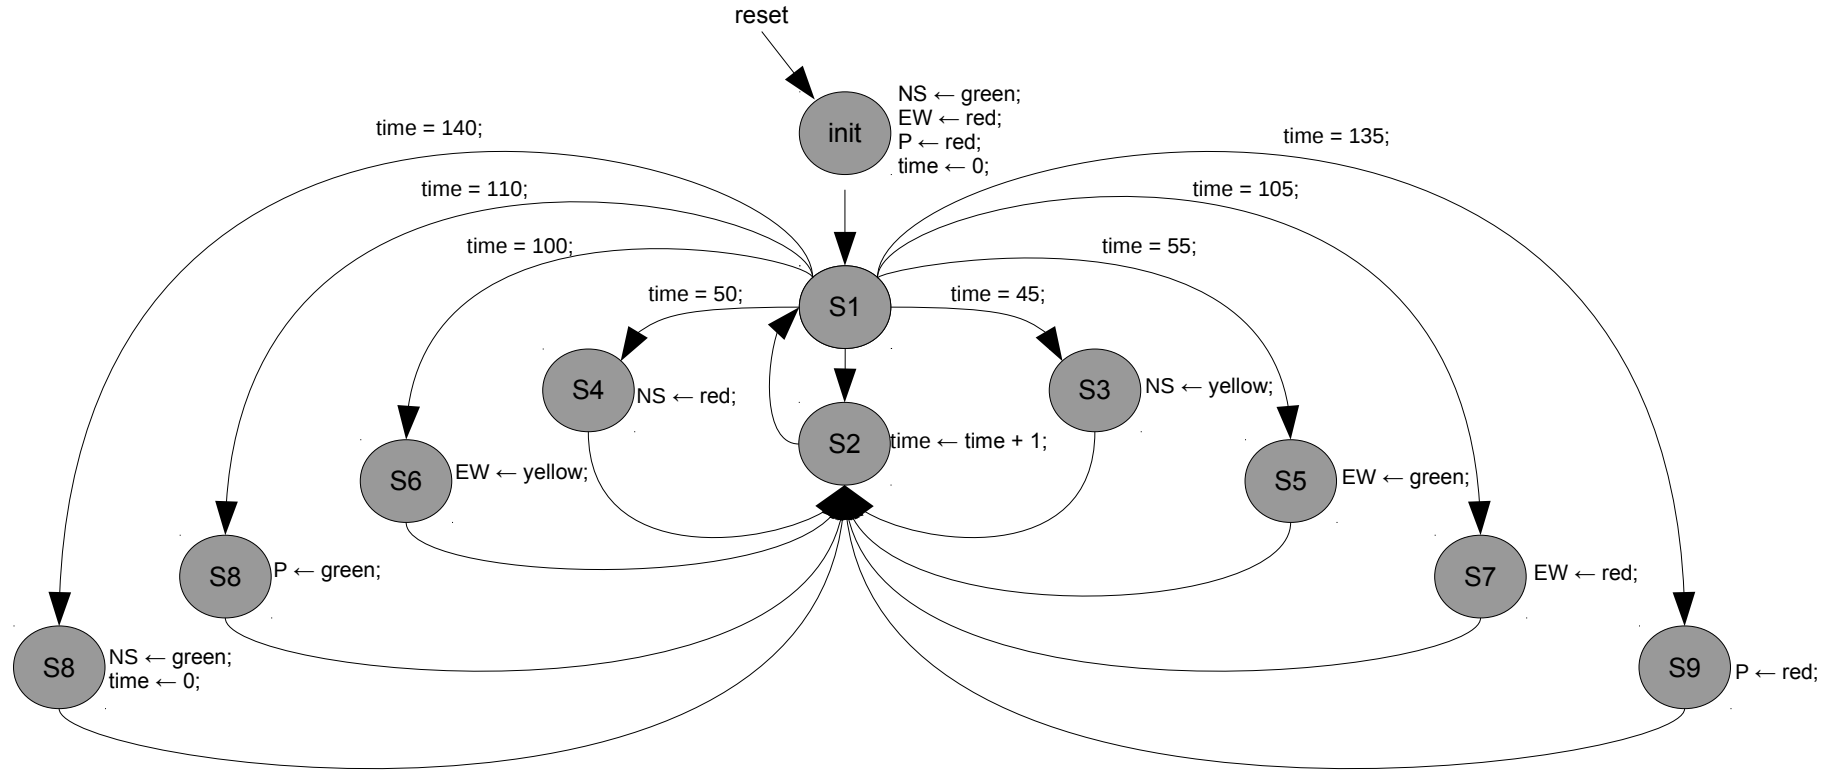 reset
NS ← green;
EW ← red;
P ← red;
time ← 0;
init
time = 140;
time = 135;
time = 110;
time = 105;
time = 100;
time = 55;
time = 50;
time = 45;
S1
S4
NS ← red;
S3
NS ← yellow;
S2
time ← time + 1;
S6
EW ← yellow;
S5
EW ← green;
S8
P ← green;
S7
EW ← red;
S8
NS ← green;
time ← 0;
S9
P ← red;